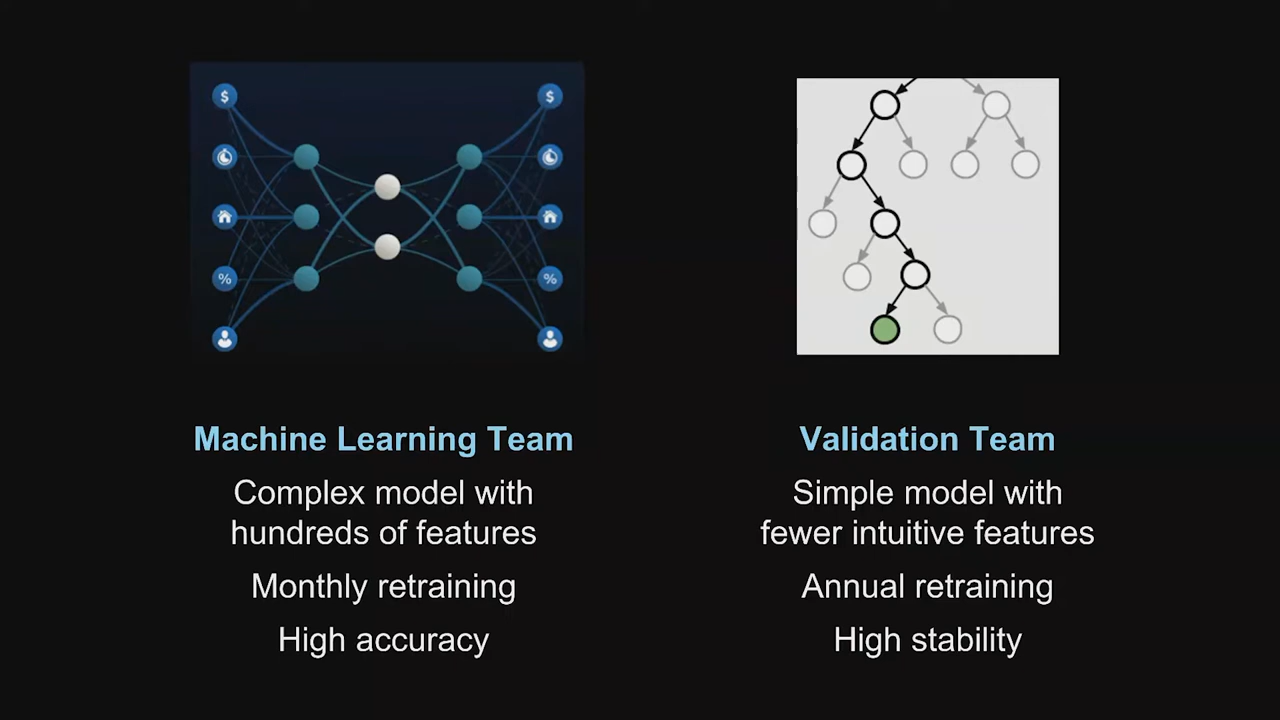 $
$
%
%
Machine Learning Team
Complex model with
hundreds of features
Monthly retraining
High accuracy
Validation Team
Simple model with
fewer intuitive features
Annual retraining
High stability